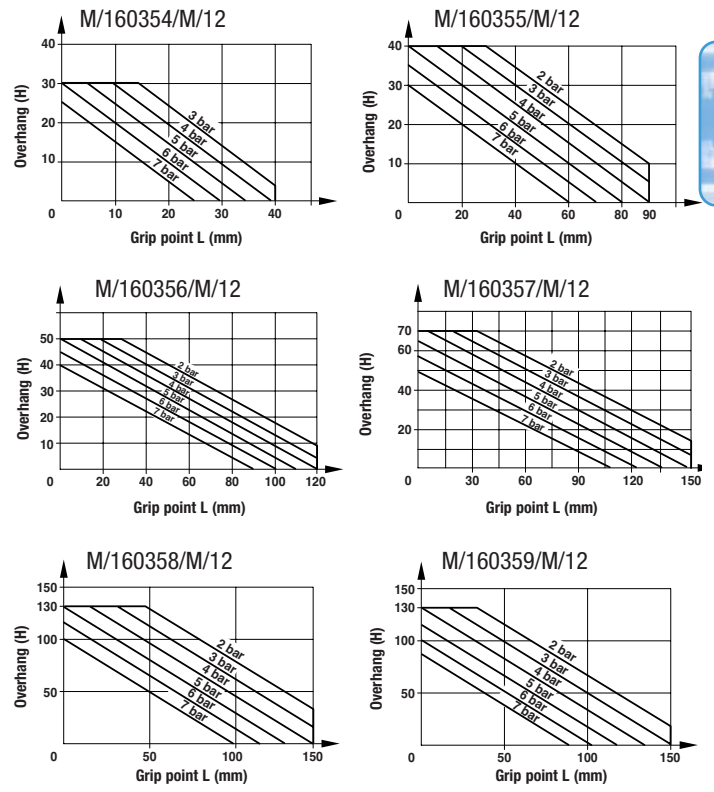 M/160354/M/12
40
30
20
10
0
Overhang (H)
3 bar
4 bar
5 bar
6 bar
7 bar
10
20
30
40
Grip point L (mm)
M/160355/M/12
40
30
20
10
0
Overhang (H)
2 bar
3 bar
4 bar
5 bar
6 bar
7 bar
20
40
60
80
90
Grip point L (mm)
M/160356/M/12
50
40
30
20
10
0
Overhang (H)
2 bar
3 bar
4 bar
5 bar
6 bar
7 bar
20
40
60
80
100
120
Grip point L (mm)
M/160357/M/12
70
60
40
20
0
Overhang (H)
2 bar
3 bar
4 bar
5 bar
6 bar
7 bar
30
60
90
120
150
Grip point L (mm)
M/160358/M/12
150
130
100
50
0
Overhang (H)
2 bar
3 bar
4 bar
5 bar
6 bar
7 bar
50
100
150
Grip point L (mm)
M/160359/M/12
150
130
100
50
0
Overhang (H)
2 bar
3 bar
4 bar
5 bar
6 bar
7 bar
50
100
150
Grip point L (mm)